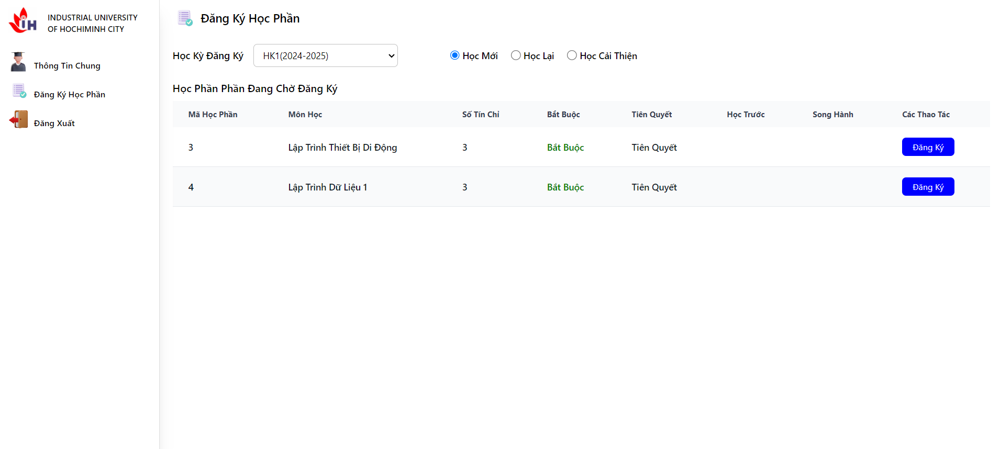 INDUSTRIAL UNIVERSITY
OF HOCHIMINH CITY
Thông Tin Chung
Đăng Ký Học Phần
Đăng Xuất
Đăng Ký Học Phần
Học Kỳ Đăng Ký HK1(2024-2025) Học Mới Học Lại Học Cải Thiện
Học Phần Phần Đang Chờ Đăng Ký
Mã Học Phần Môn Học Số Tín Chỉ Bắt Buộc Tiên Quyết Học Trước Song Hành Các Thao Tác
3 Lập Trình Thiết Bị Di Động 3 Bắt Buộc Tiên Quyết Đăng Ký
4 Lập Trình Dữ Liệu 1 3 Bắt Buộc Tiên Quyết Đăng Ký